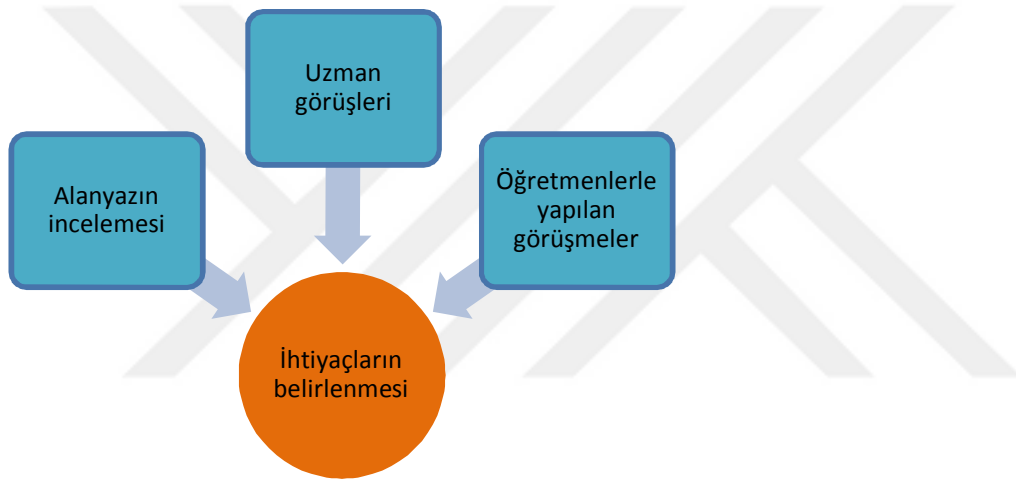 Uzman
görüşleri
Alanyazın
incelemesi
Öğretmenlerle
yapılan
görüşmeler
İhtiyaçların
belirlenmesi